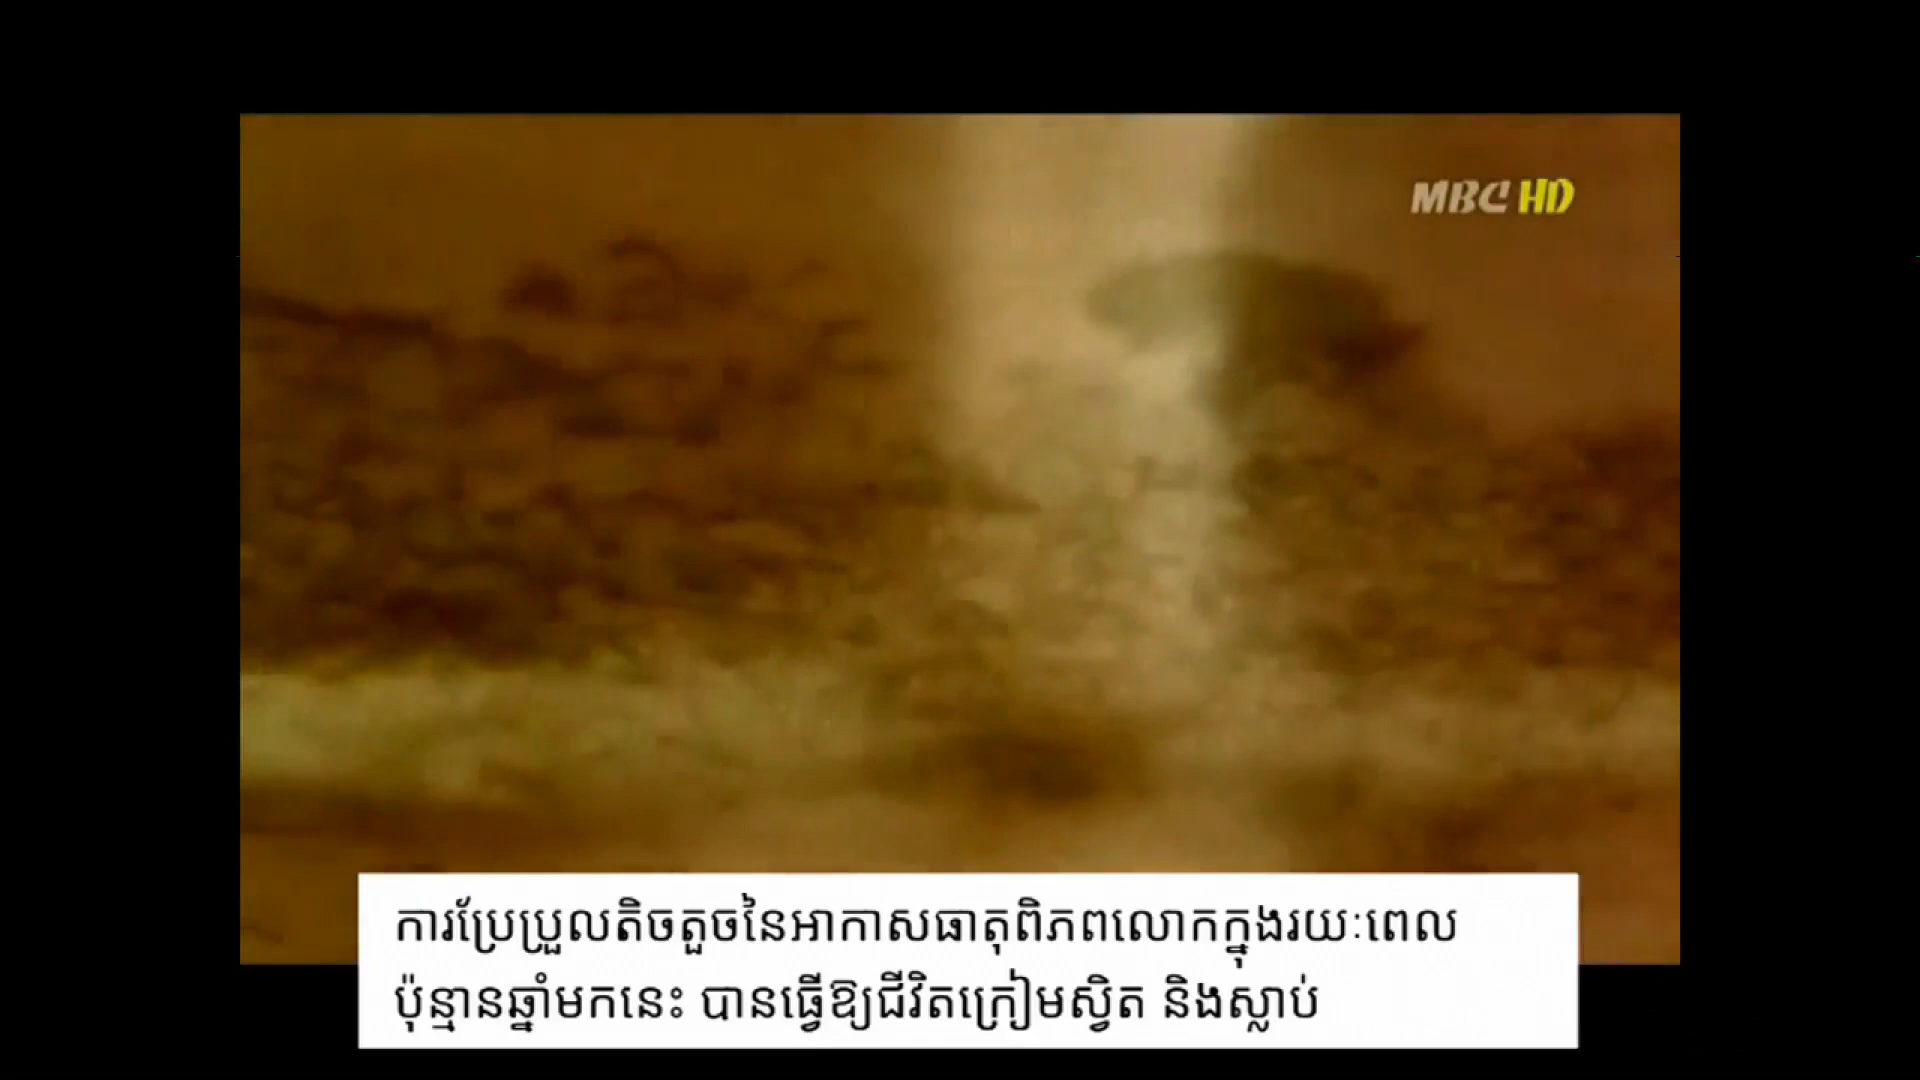 MBC HD
ការប្រែប្រួលតិចតួចនៃអាកាសធាតុពិភពលោកក្នុងរយៈពេល
ប៉ុន្មានឆ្នាំមកនេះ បានធ្វើឱ្យជីវិតក្រៀមស្វិត និងស្លាប់